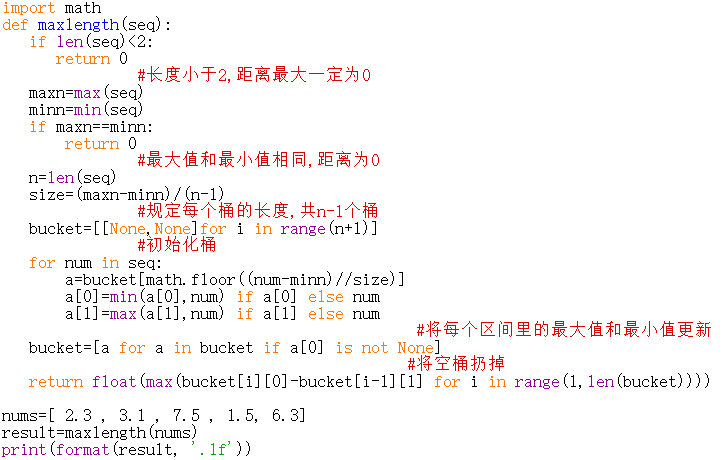 import math
def maxlength(seq):
   if len(seq)<2:
      return 0
               #长度小于2,距离最大一定为0
   maxn=max(seq)
   minn=min(seq)
   if maxn==minn:
       return 0
               #最大值和最小值相同,距离为0
   n=len(seq)
   size=(maxn-minn)/(n-1)
               #规定每个桶的长度,共n-1个桶
   bucket=[[None,None]for i in range(n+1)]
               #初始化桶
   for num in seq:
       a=bucket[math.floor((num-minn)//size)]
       a[0]=min(a[0],num) if a[0] else num
       a[1]=max(a[1],num) if a[1] else num
                                              #将每个区间里的最大值和最小值更新
   bucket=[a for a in bucket if a[0] is not None]
                                             #将空桶扔掉
   return float(max(bucket[i][0]-bucket[i-1][1] for i in range(1,len(bucket))))
nums=[ 2.3 , 3.1 , 7.5 , 1.5, 6.3]
result=maxlength(nums)
print(format(result, '.1f'))